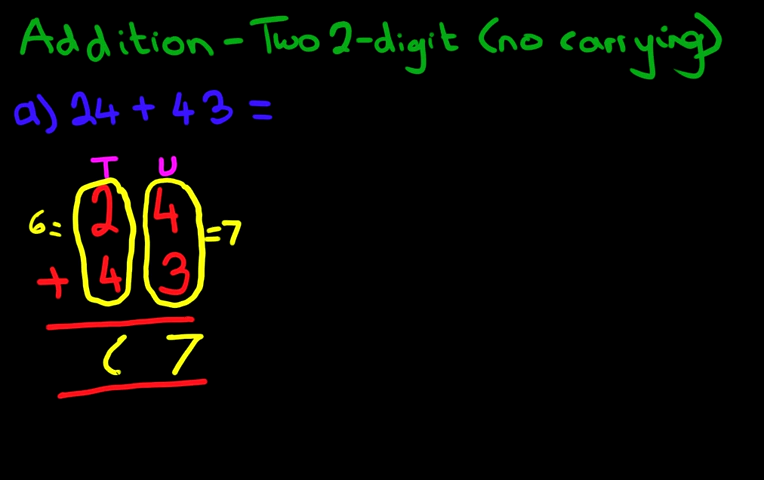 Addition - Two 2-digit (no carrying)
a) 24 + 43 =
T U
2 4
6= =7
+ 4 3
7